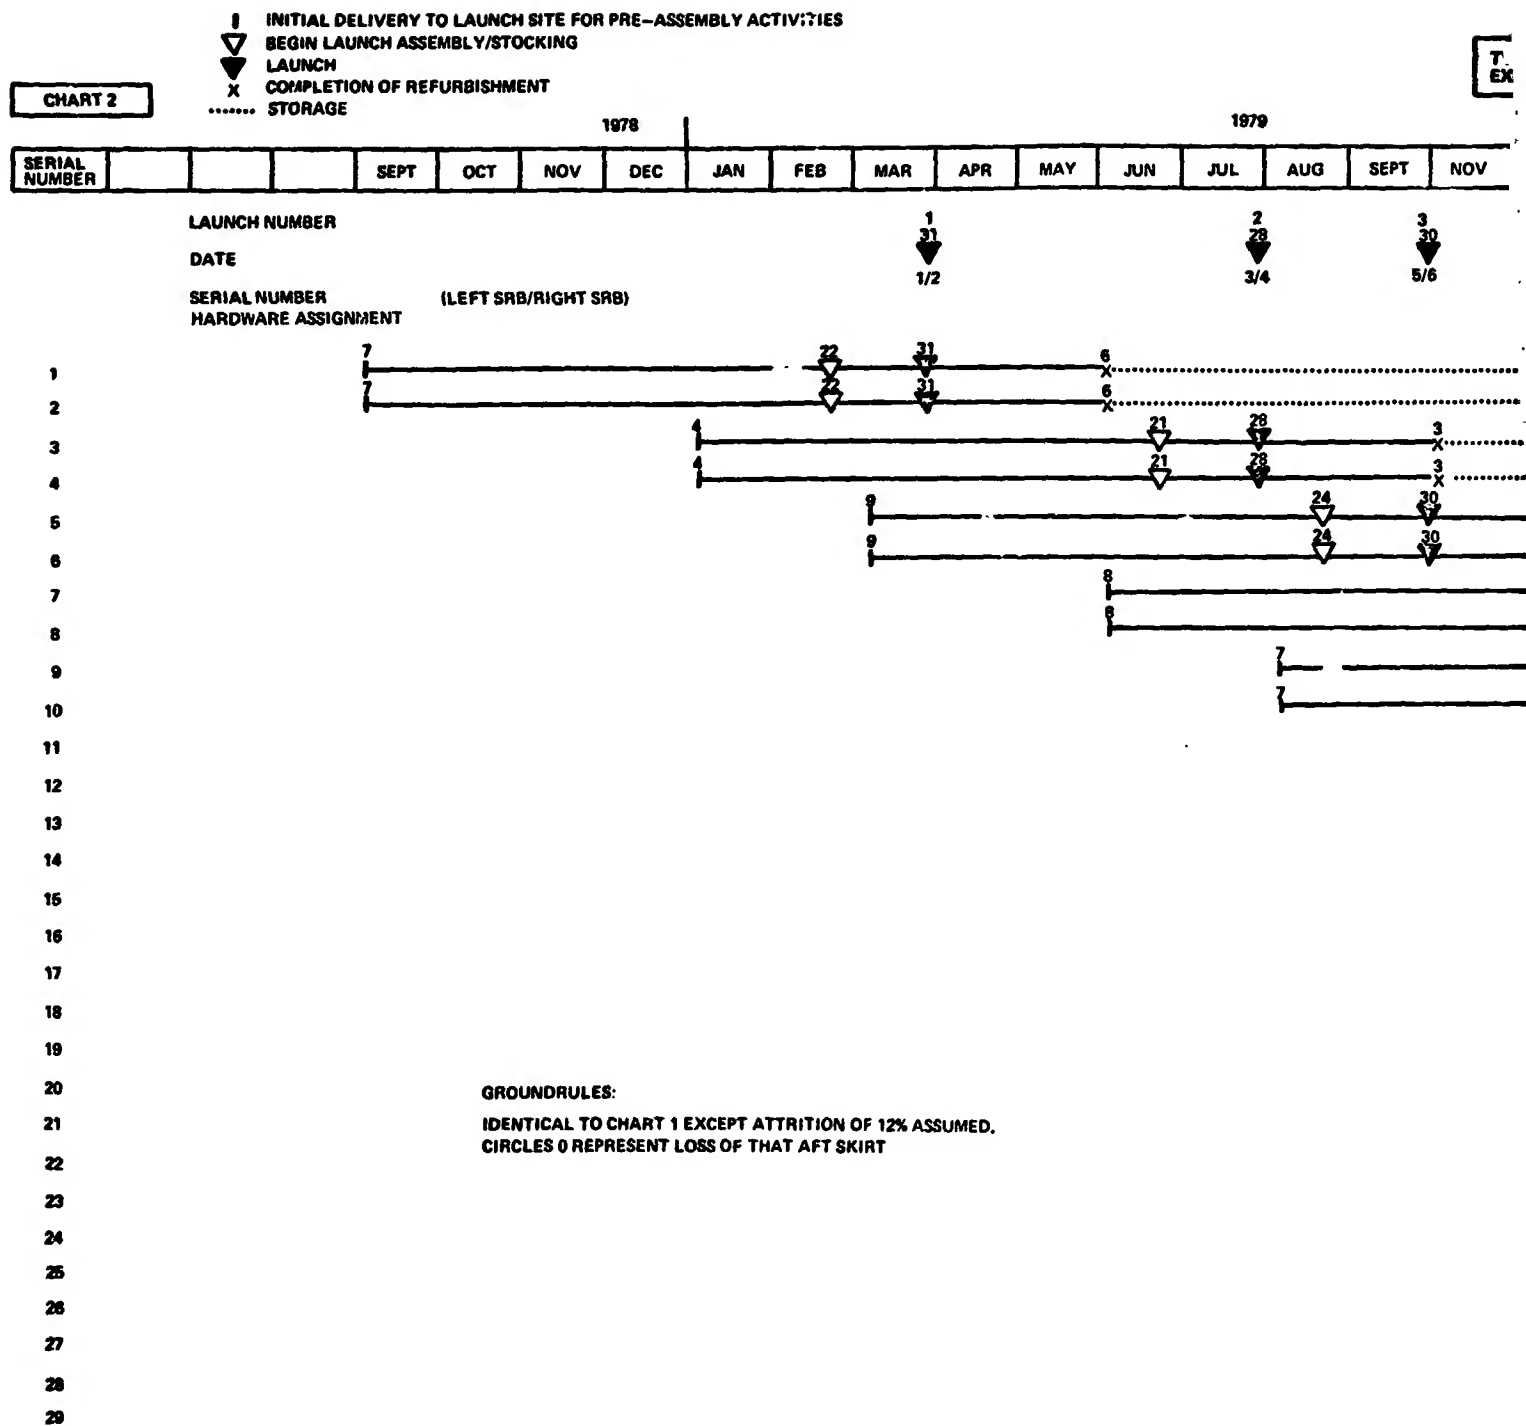 INITIAL DELIVERY TO LAUNCH SITE FOR PRE-ASSEMBLY ACTIVITIES
BEGIN LAUNCH ASSEMBLY/STOCKING
LAUNCH
X COMPLETION OF REFURBISHMENT
....... STORAGE
CHART 2
T
EX
1978 1979
SERIAL NUMBER SEPT OCT NOV DEC JAN FEB MAR APR MAY JUN JUL AUG SEPT NOV
LAUNCH NUMBER 1 2 3
DATE 31 28 30
1/2 3/4 5/6
SERIAL NUMBER (LEFT SRB/RIGHT SRB)
HARDWARE ASSIGNMENT
1 7 22 31 6 X
2 7 22 31 6 X
3 4 21 28 3 X
4 4 21 28 3 X
5 9 24 30
6 9 24 30
7 8
8 8
9 7
10 7
11
12
13
14
15
16
17
18
19
20
GROUNDRULES:
21
IDENTICAL TO CHART 1 EXCEPT ATTRITION OF 12% ASSUMED.
CIRCLES 0 REPRESENT LOSS OF THAT AFT SKIRT
22
23
24
25
26
27
28
29